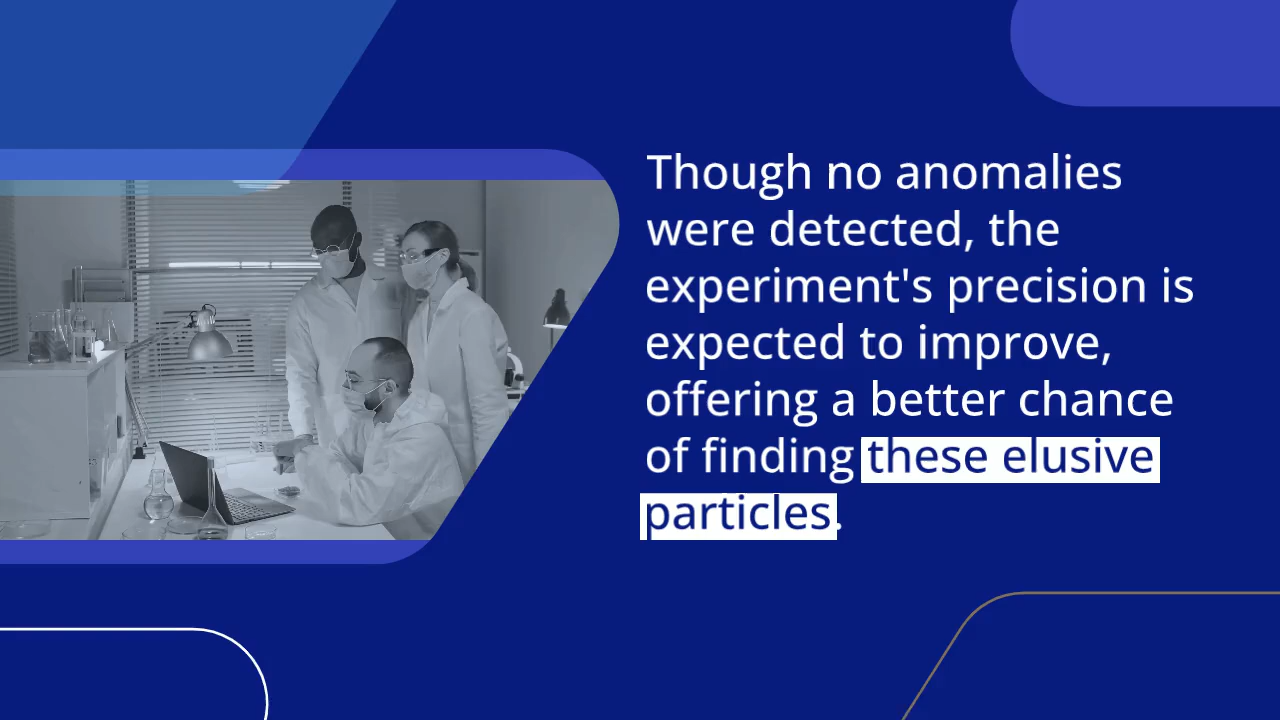 Though no anomalies
were detected, the
experiment's precision is
expected to improve,
offering a better chance
of finding these elusive
particles.